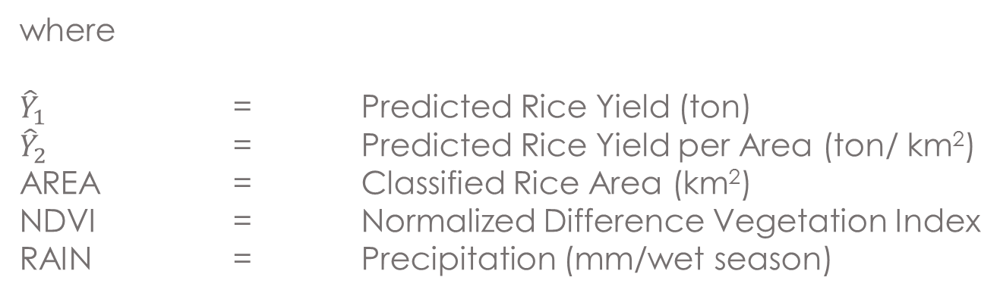 where
Ŷ₁ = Predicted Rice Yield (ton)
Ŷ₂ = Predicted Rice Yield per Area (ton/ km²)
AREA = Classified Rice Area (km²)
NDVI = Normalized Difference Vegetation Index
RAIN = Precipitation (mm/wet season)